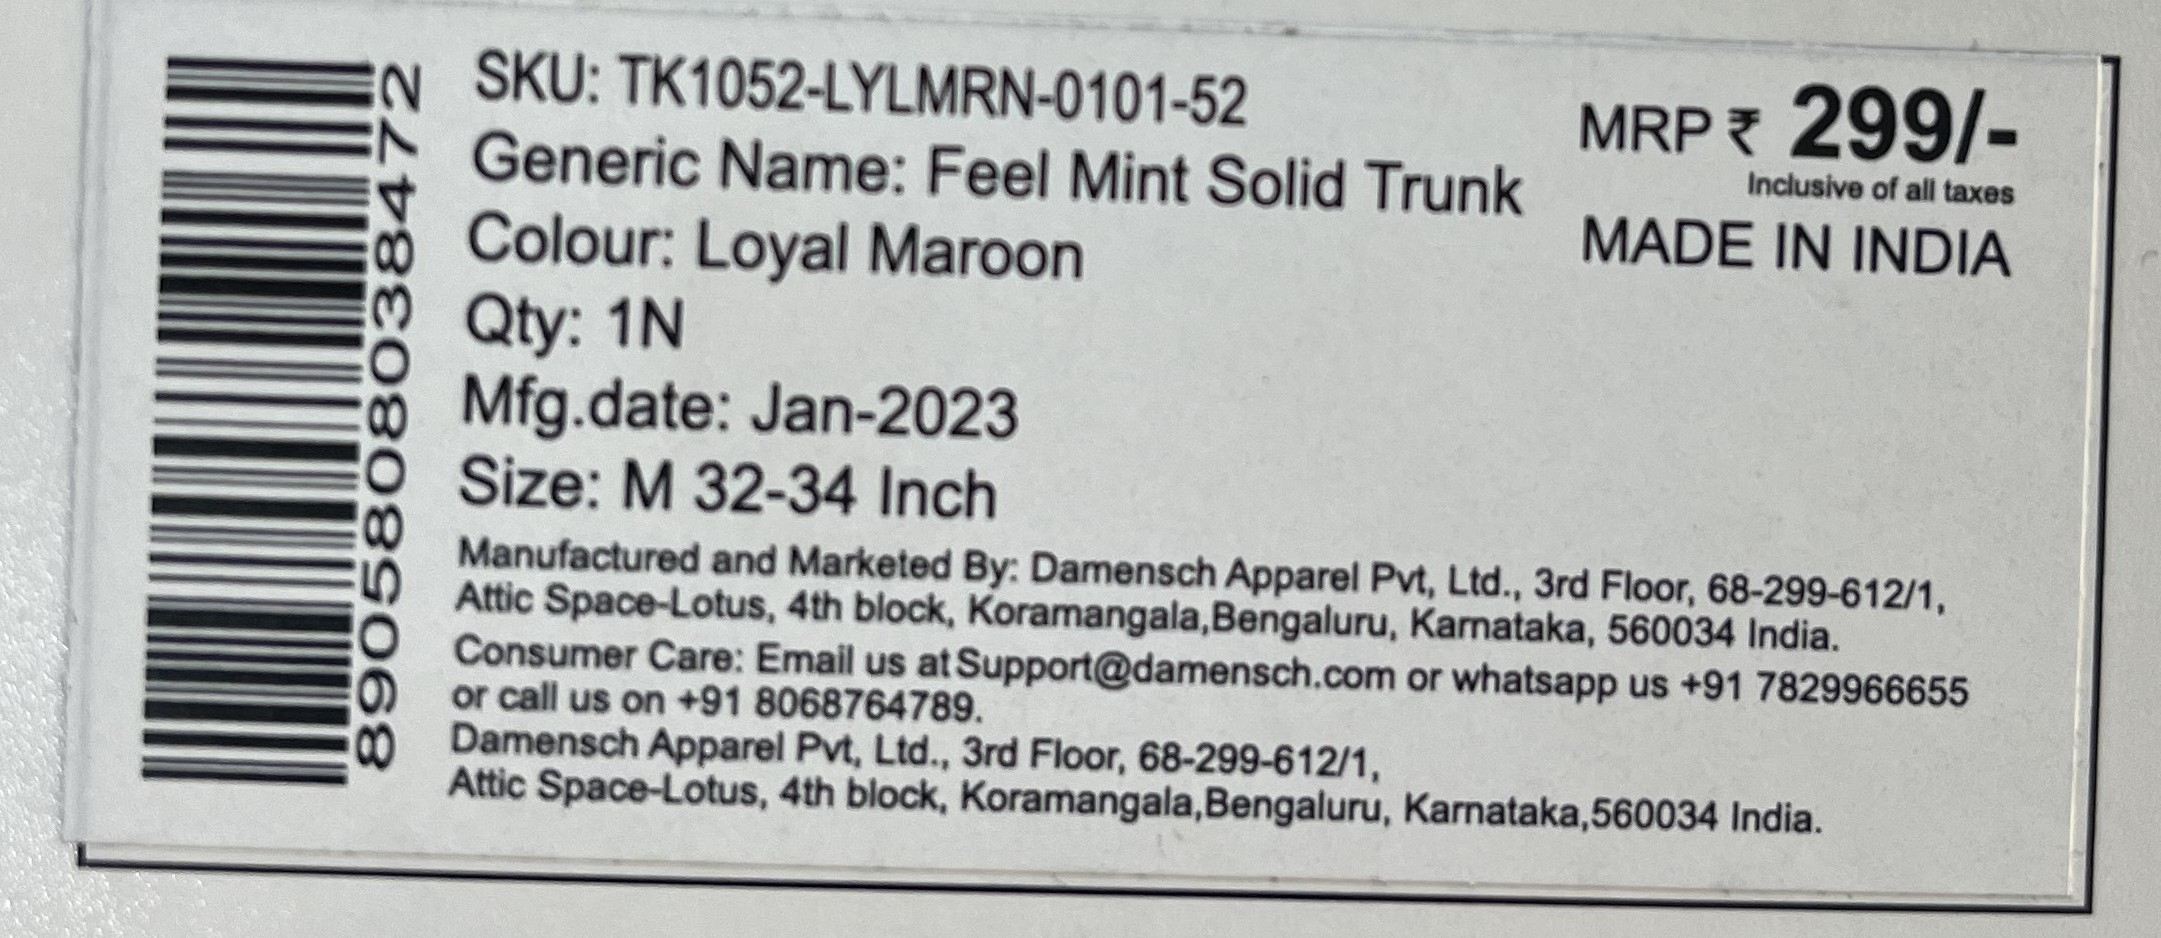 8905808038472
SKU: TK1052-LYLMRN-0101-52
Generic Name: Feel Mint Solid Trunk
Colour: Loyal Maroon
Qty: 1N
Mfg.date: Jan-2023
Size: M 32-34 Inch
MRP ₹ 299/-
Inclusive of all taxes
MADE IN INDIA
Manufactured and Marketed By: Damensch Apparel Pvt, Ltd., 3rd Floor, 68-299-612/1,
Attic Space-Lotus, 4th block, Koramangala,Bengaluru, Karnataka, 560034 India.
Consumer Care: Email us at Support@damensch.com or whatsapp us +91 7829966655
or call us on +91 8068764789.
Damensch Apparel Pvt, Ltd., 3rd Floor, 68-299-612/1,
Attic Space-Lotus, 4th block, Koramangala,Bengaluru, Karnataka,560034 India.